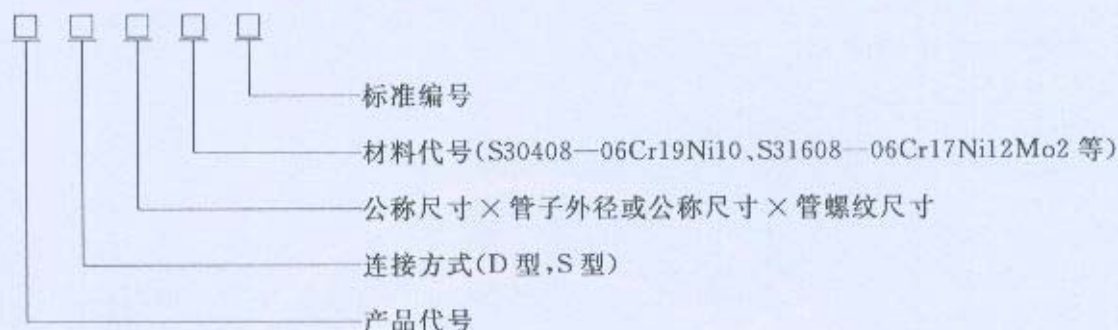 □ □ □ □ □
标准编号
材料代号(S30408—06Cr19Ni10、S31608—06Cr17Ni12Mo2 等)
公称尺寸×管子外径或公称尺寸×管螺纹尺寸
连接方式(D 型,S 型)
产品代号